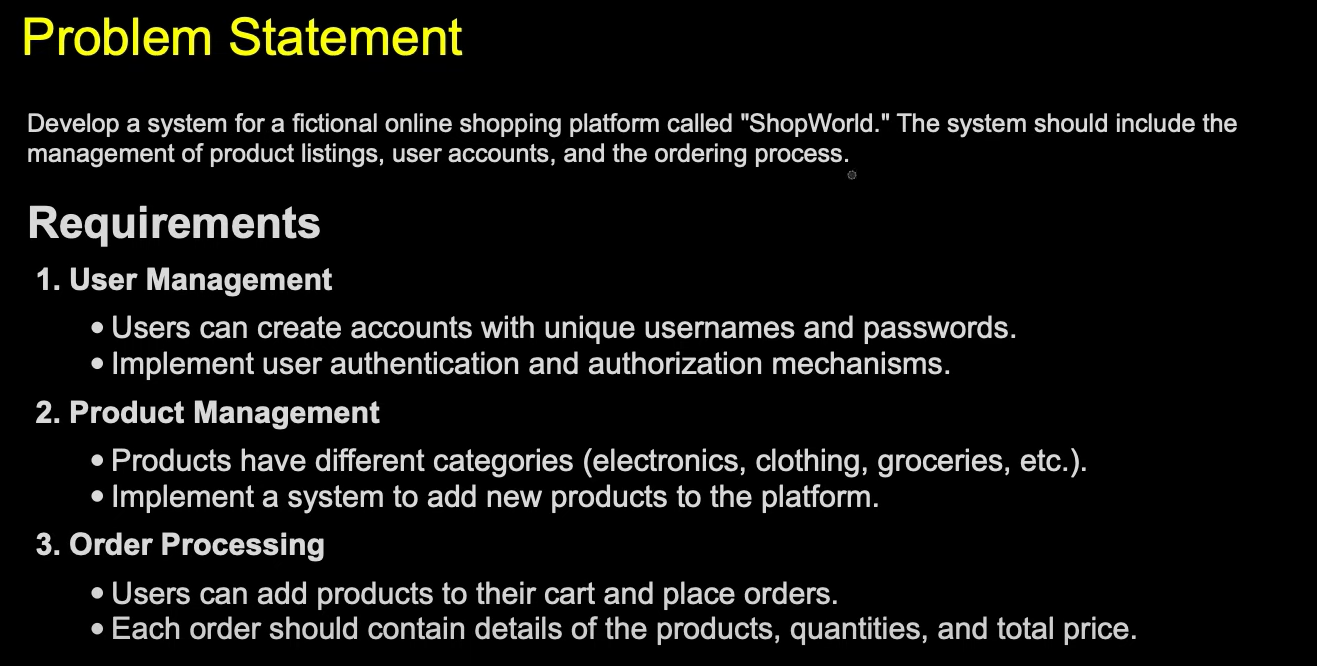 Problem Statement
Develop a system for a fictional online shopping platform called "ShopWorld." The system should include the
management of product listings, user accounts, and the ordering process.
Requirements
1. User Management
• Users can create accounts with unique usernames and passwords.
• Implement user authentication and authorization mechanisms.
2. Product Management
• Products have different categories (electronics, clothing, groceries, etc.).
• Implement a system to add new products to the platform.
3. Order Processing
• Users can add products to their cart and place orders.
• Each order should contain details of the products, quantities, and total price.